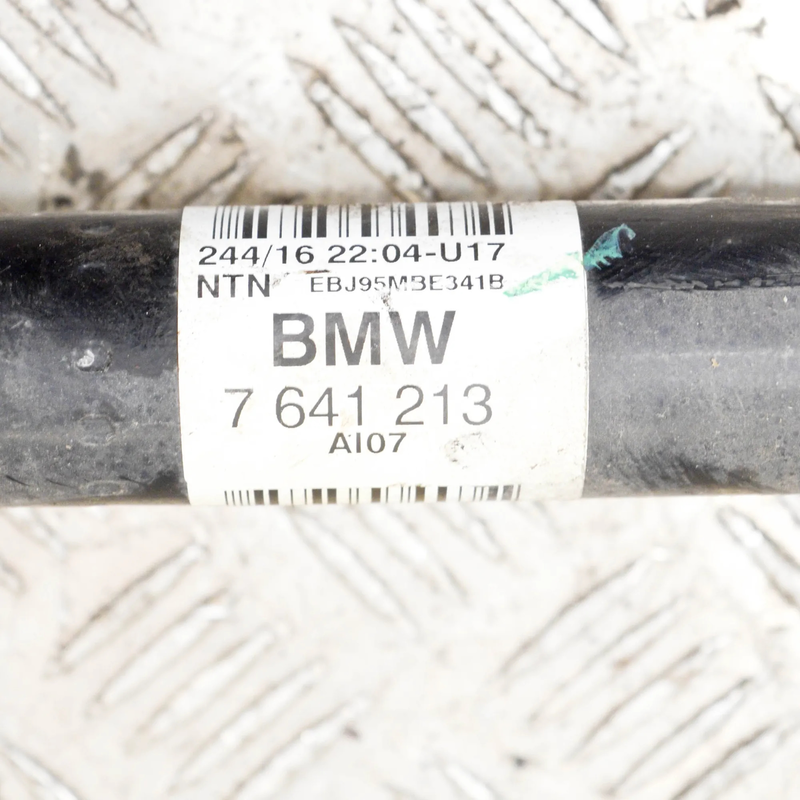 244/16 22:04-U17
NTN EBJ95MBE341B
BMW
7 641 213
AI07